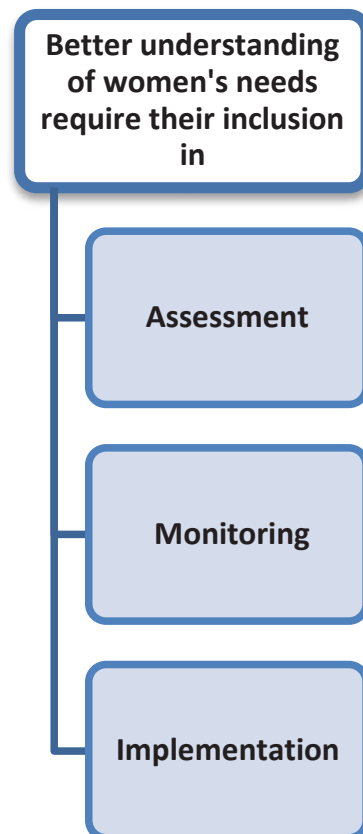 Better understanding
of women's needs
require their inclusion
in
Assessment
Monitoring
Implementation